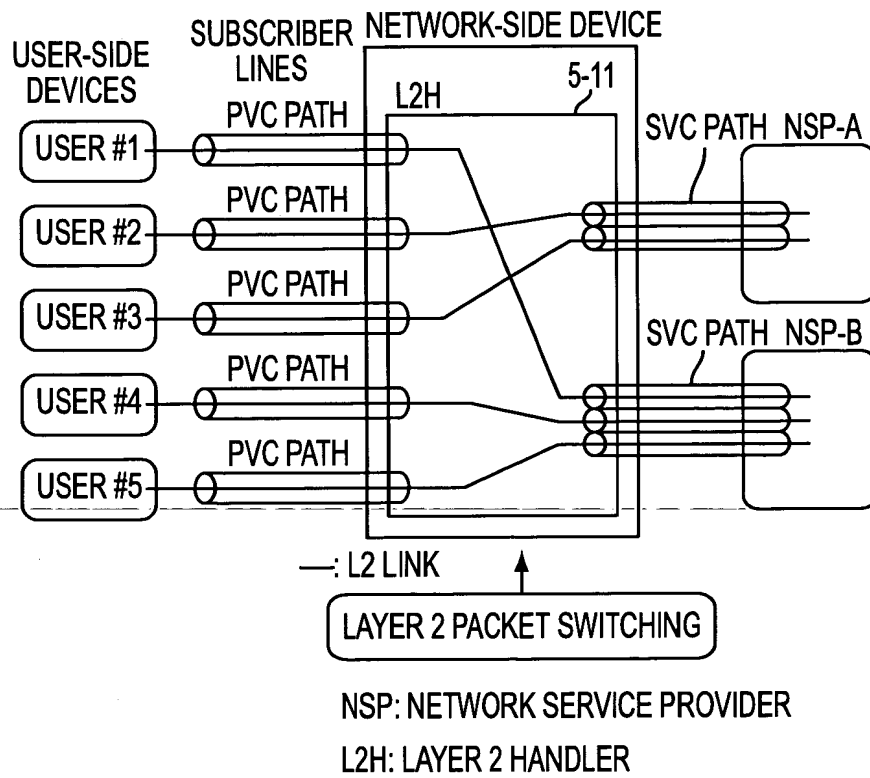 USER-SIDE
DEVICES
SUBSCRIBER
LINES
NETWORK-SIDE DEVICE
5-11
L2H
PVC PATH
USER #1
PVC PATH
USER #2
PVC PATH
USER #3
PVC PATH
USER #4
PVC PATH
USER #5
SVC PATH
NSP-A
SVC PATH
NSP-B
—: L2 LINK
LAYER 2 PACKET SWITCHING
NSP: NETWORK SERVICE PROVIDER
L2H: LAYER 2 HANDLER